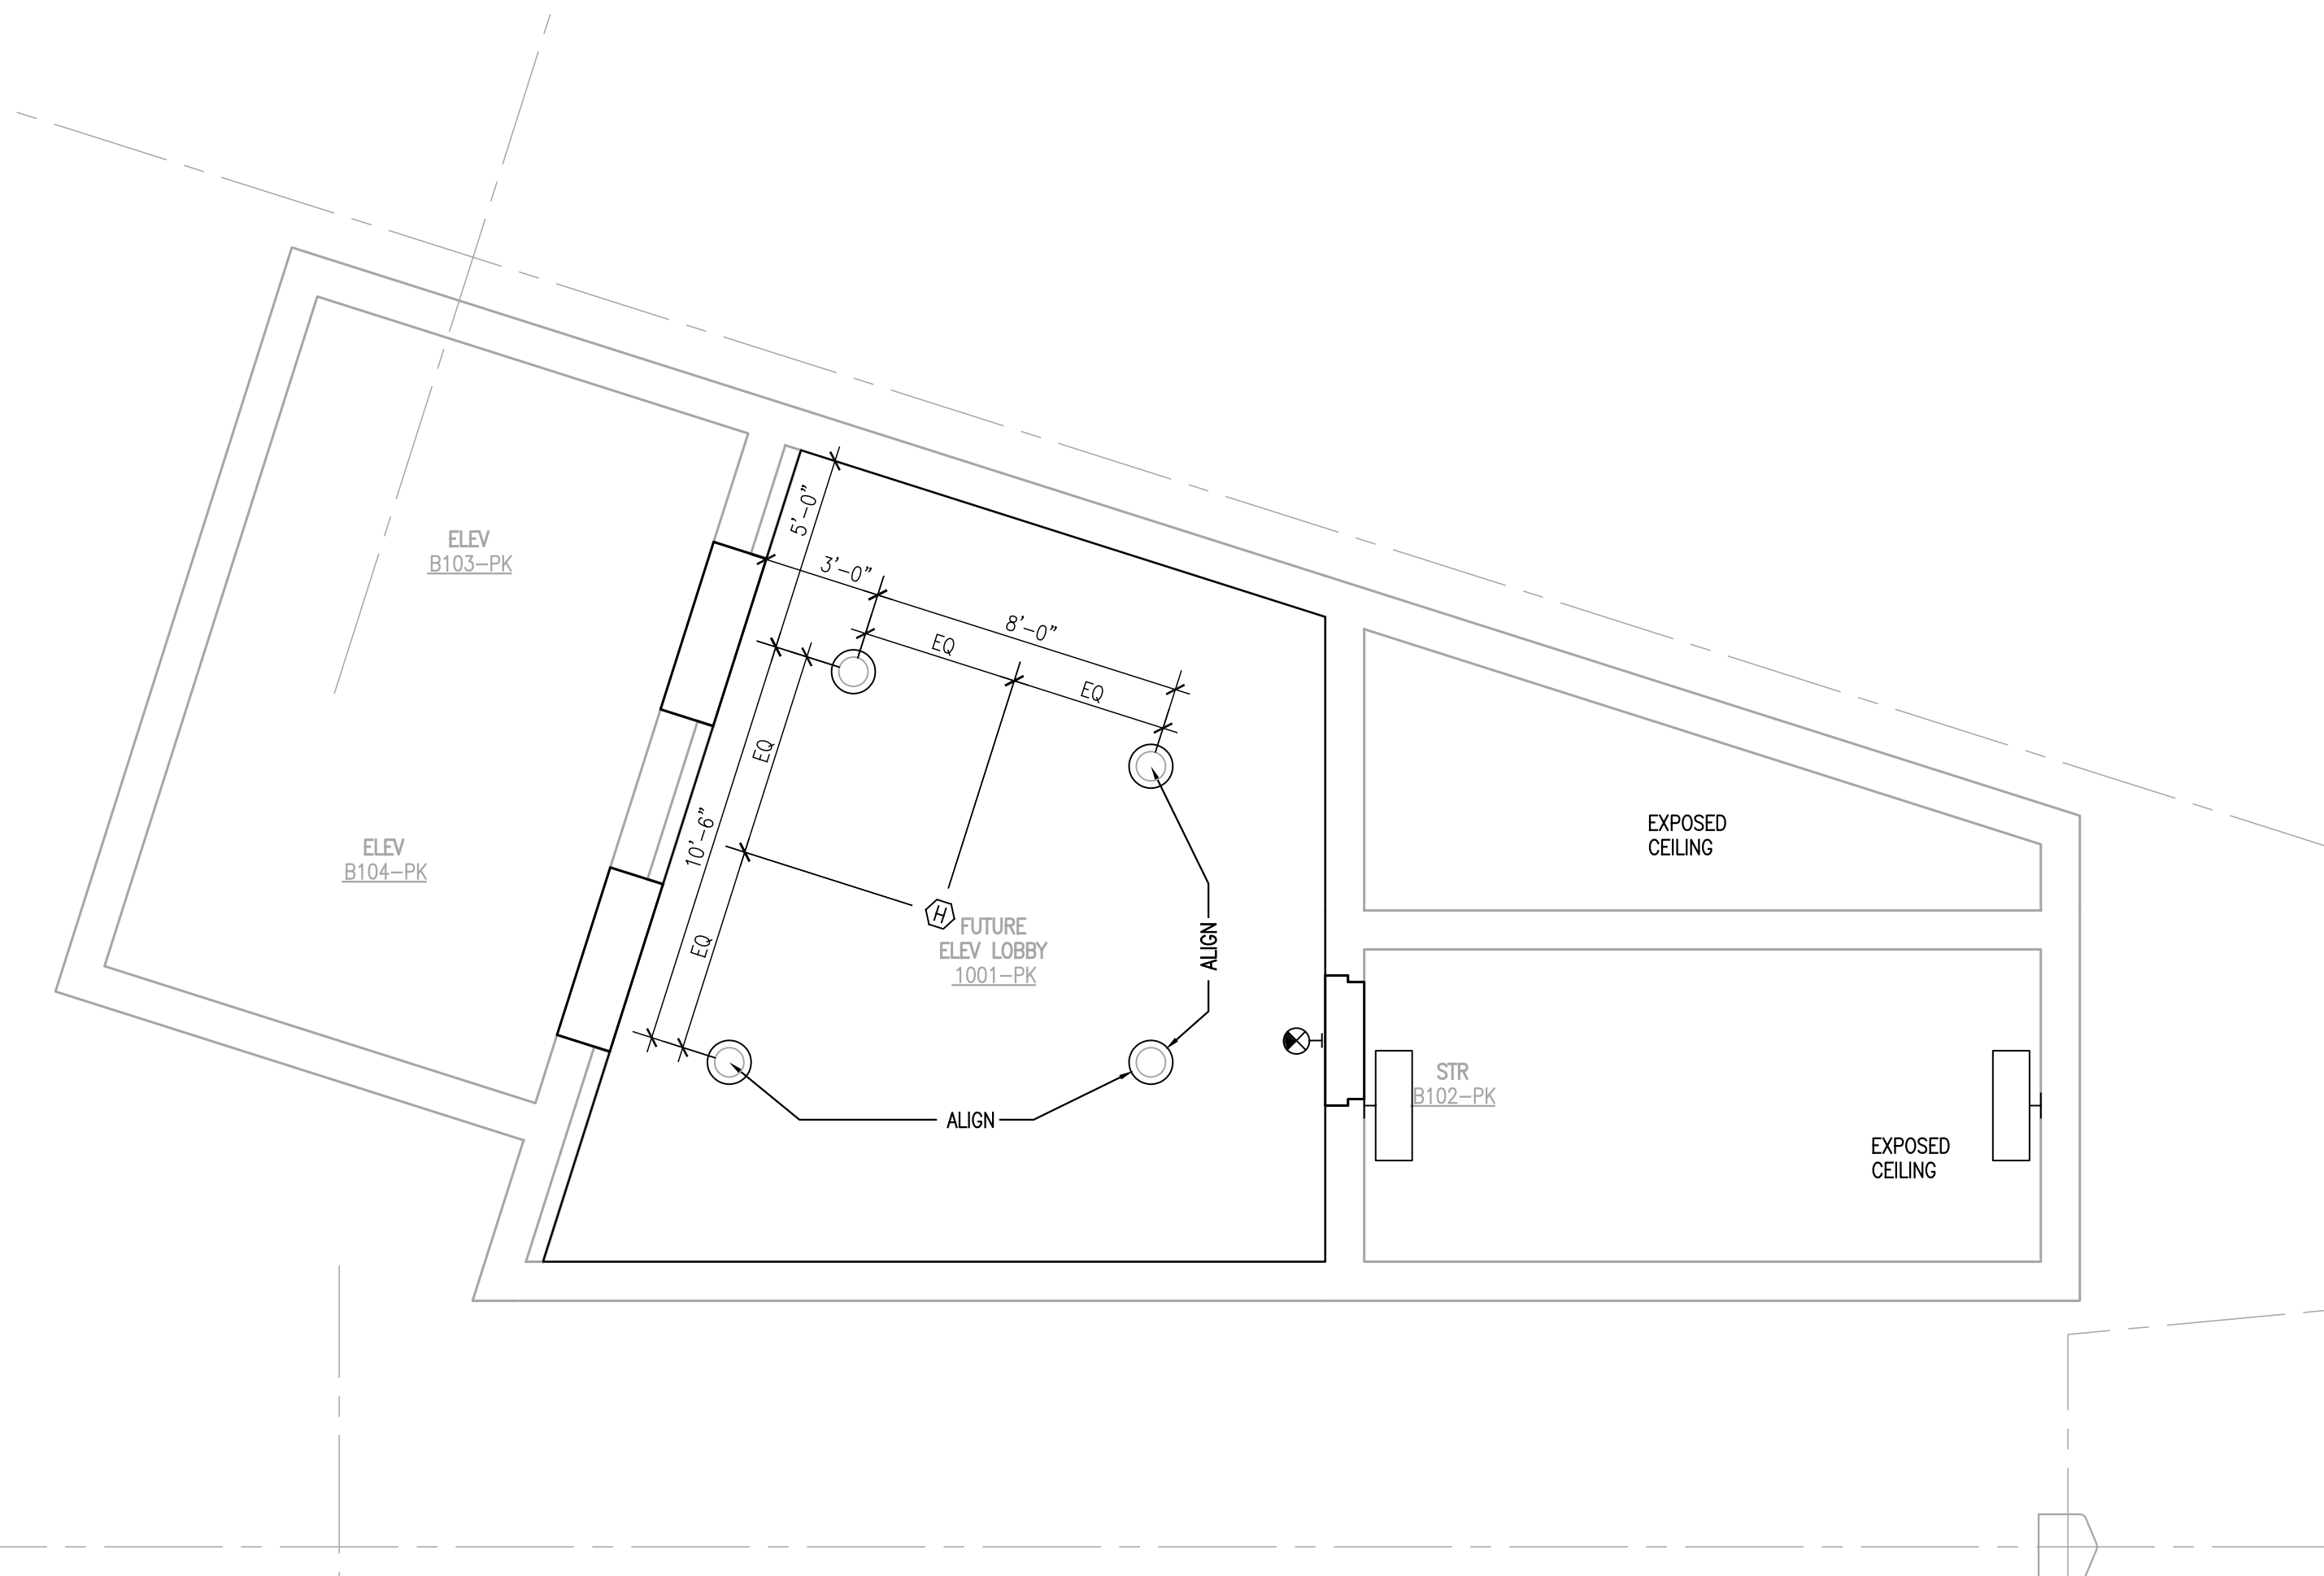 5'-0"
ELEV
B103-PK
3'-0"
8'-0"
EQ
EQ
EQ
10'-6"
EXPOSED
CEILING
ELEV
B104-PK
H
FUTURE
ELEV LOBBY
1001-PK
EQ
ALIGN
STR
B102-PK
ALIGN
EXPOSED
CEILING